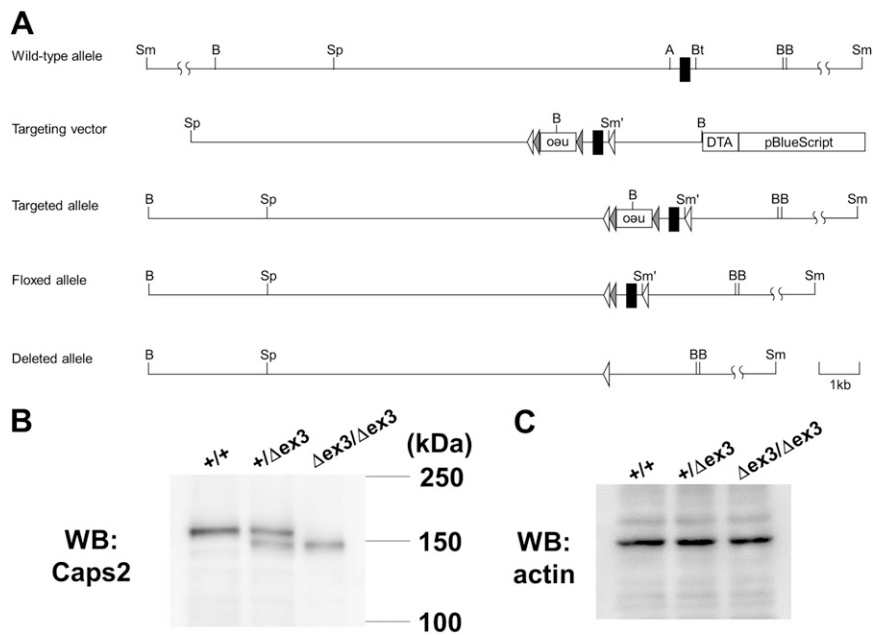 A
Wild-type allele Sm B Sp A Bt BB Sm
Targeting vector Sp B neo Sm' B DTA pBlueScript
Targeted allele B Sp B neo Sm' BB Sm
Floxed allele B Sp Sm' BB Sm
Deleted allele B Sp BB Sm
1kb
B
+/+ +/Δex3 Δex3/Δex3 (kDa)
250
150
100
WB:
Caps2
C
+/+ +/Δex3 Δex3/Δex3
WB:
actin